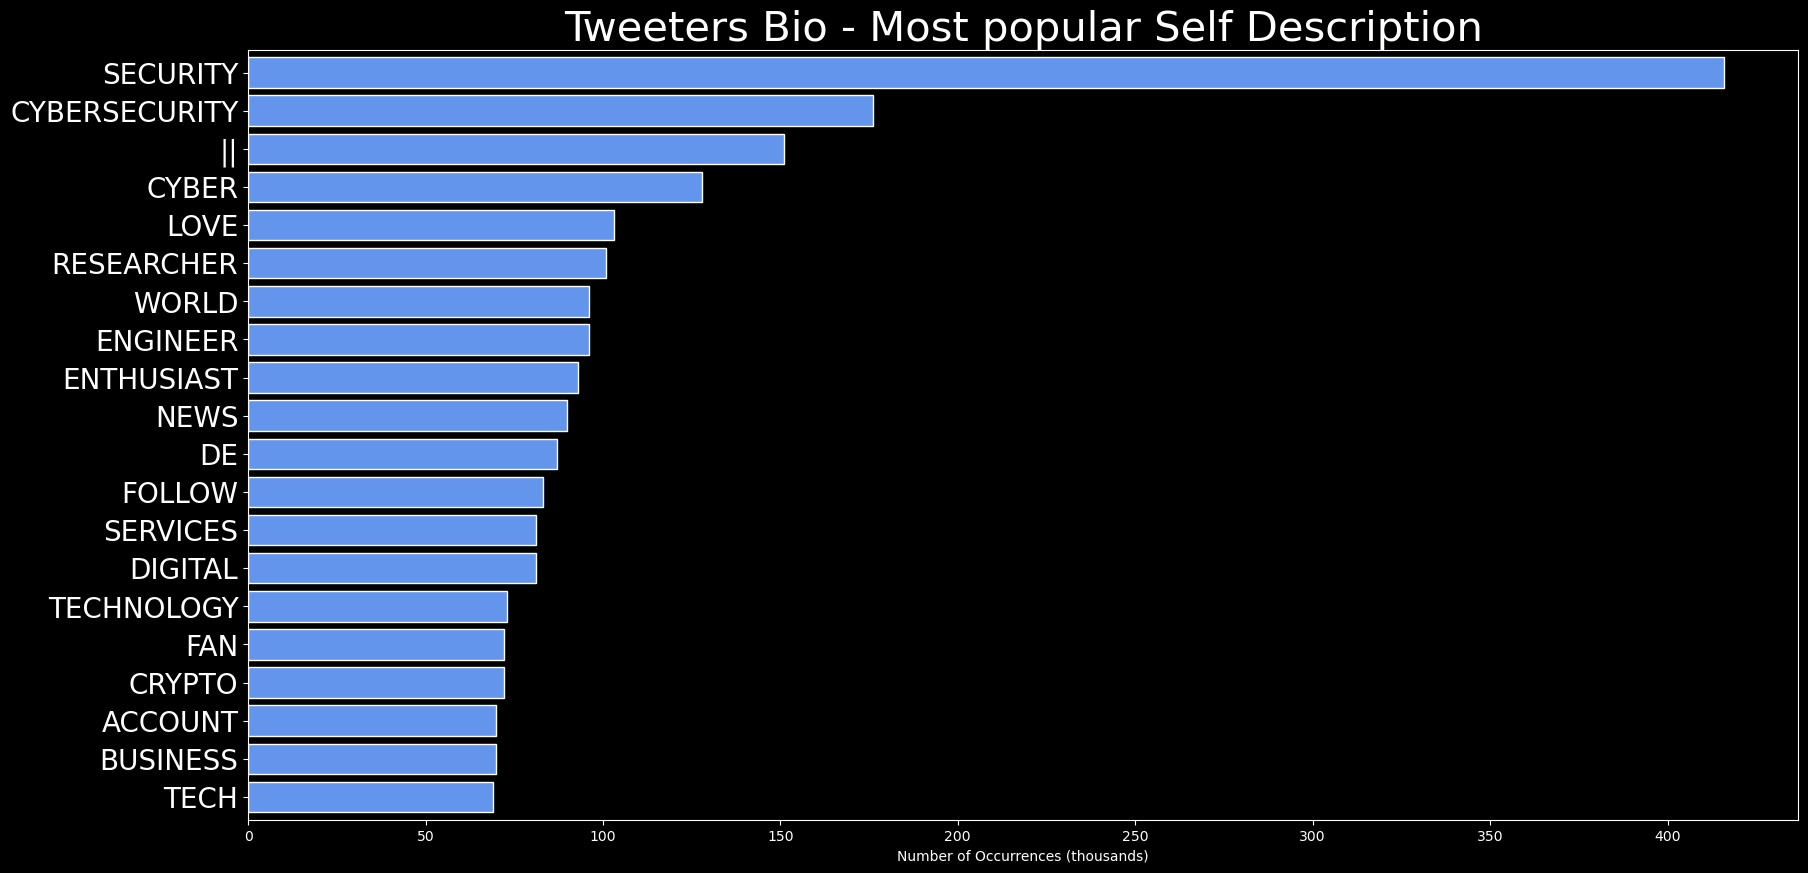 Tweeters Bio - Most popular Self Description
SECURITY
CYBERSECURITY
||
CYBER
LOVE
RESEARCHER
WORLD
ENGINEER
ENTHUSIAST
NEWS
DE
FOLLOW
SERVICES
DIGITAL
TECHNOLOGY
FAN
CRYPTO
ACCOUNT
BUSINESS
TECH
0 50 100 150 200 250 300 350 400
Number of Occurrences (thousands)